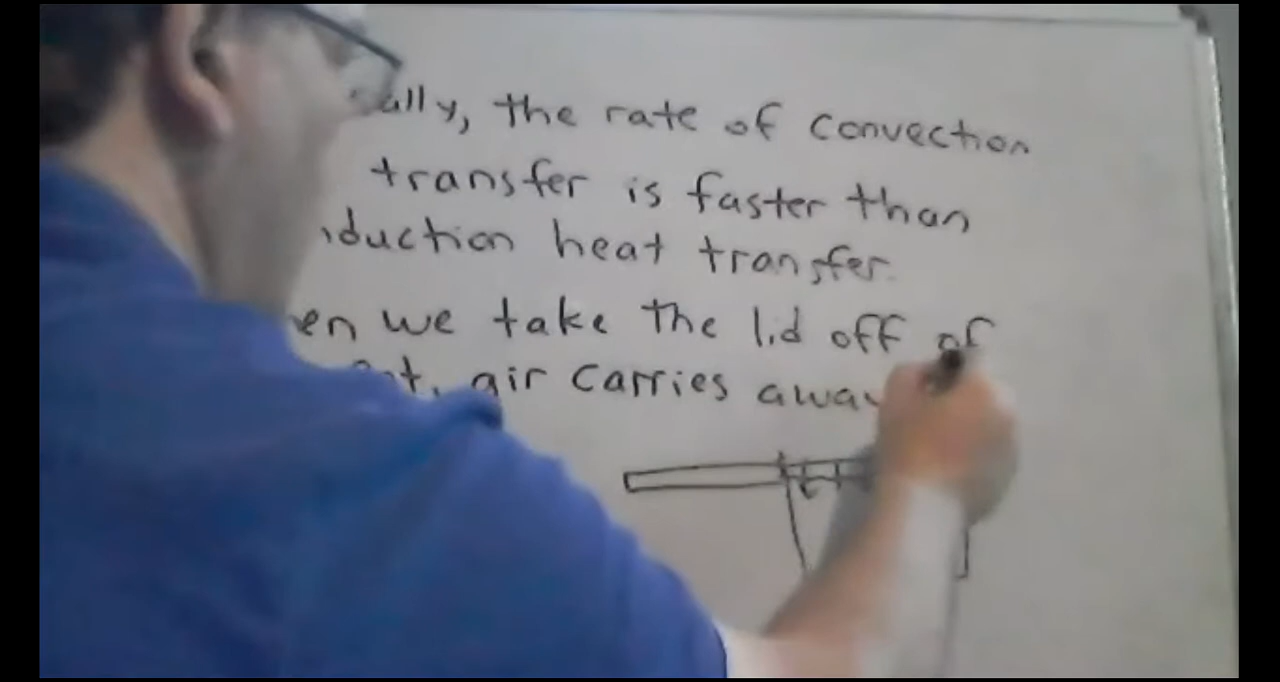 ally, the rate of convection
transfer is faster than
duction heat transfer.
en we take the lid off of
air carries away